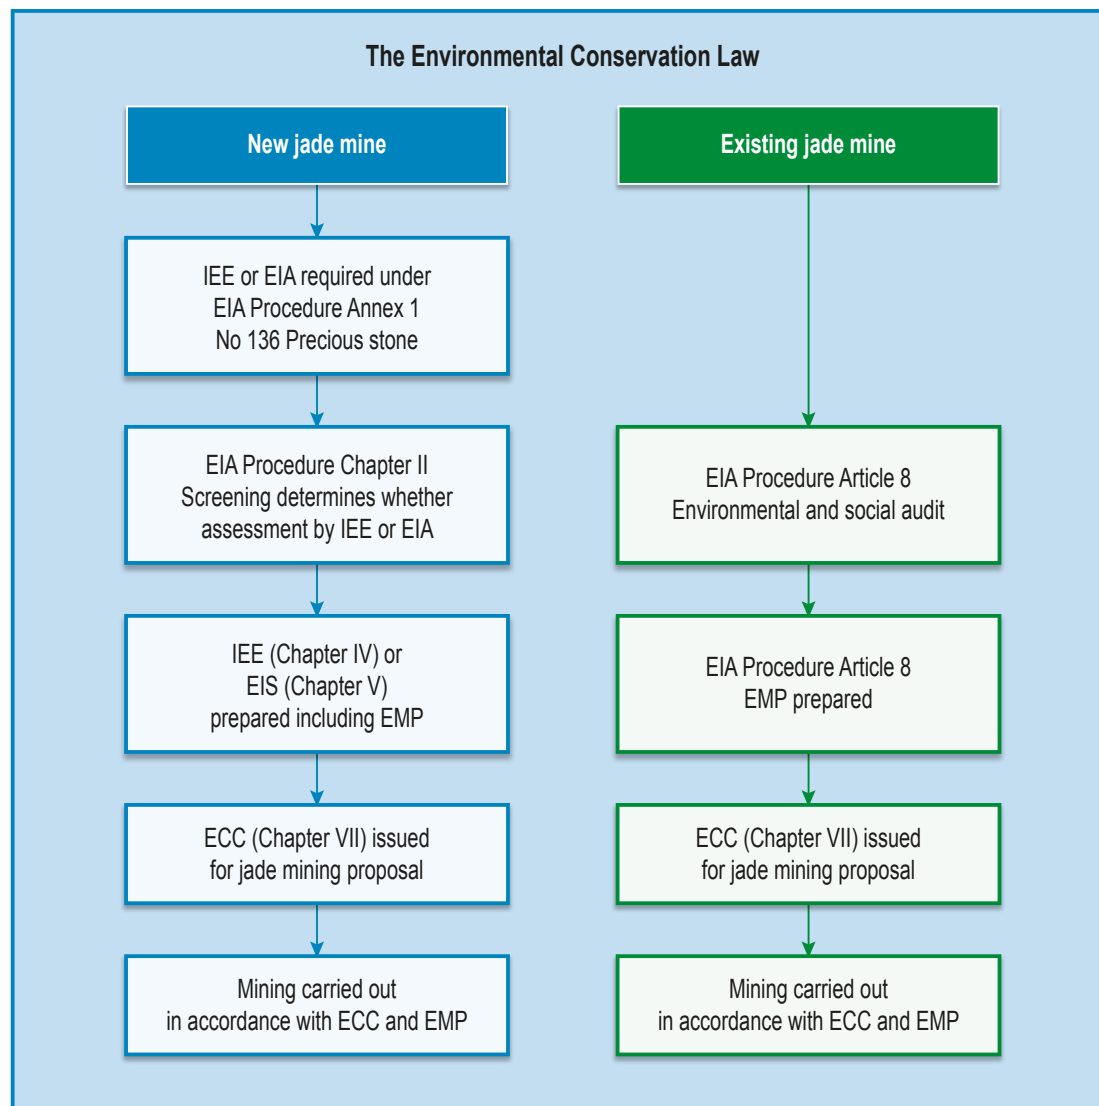 The Environmental Conservation Law
New jade mine
IEE or EIA required under
EIA Procedure Annex 1
No 136 Precious stone
EIA Procedure Chapter II
Screening determines whether
assessment by IEE or EIA
IEE (Chapter IV) or
EIS (Chapter V)
prepared including EMP
ECC (Chapter VII) issued
for jade mining proposal
Mining carried out
in accordance with ECC and EMP
Existing jade mine
EIA Procedure Article 8
Environmental and social audit
EIA Procedure Article 8
EMP prepared
ECC (Chapter VII) issued
for jade mining proposal
Mining carried out
in accordance with ECC and EMP